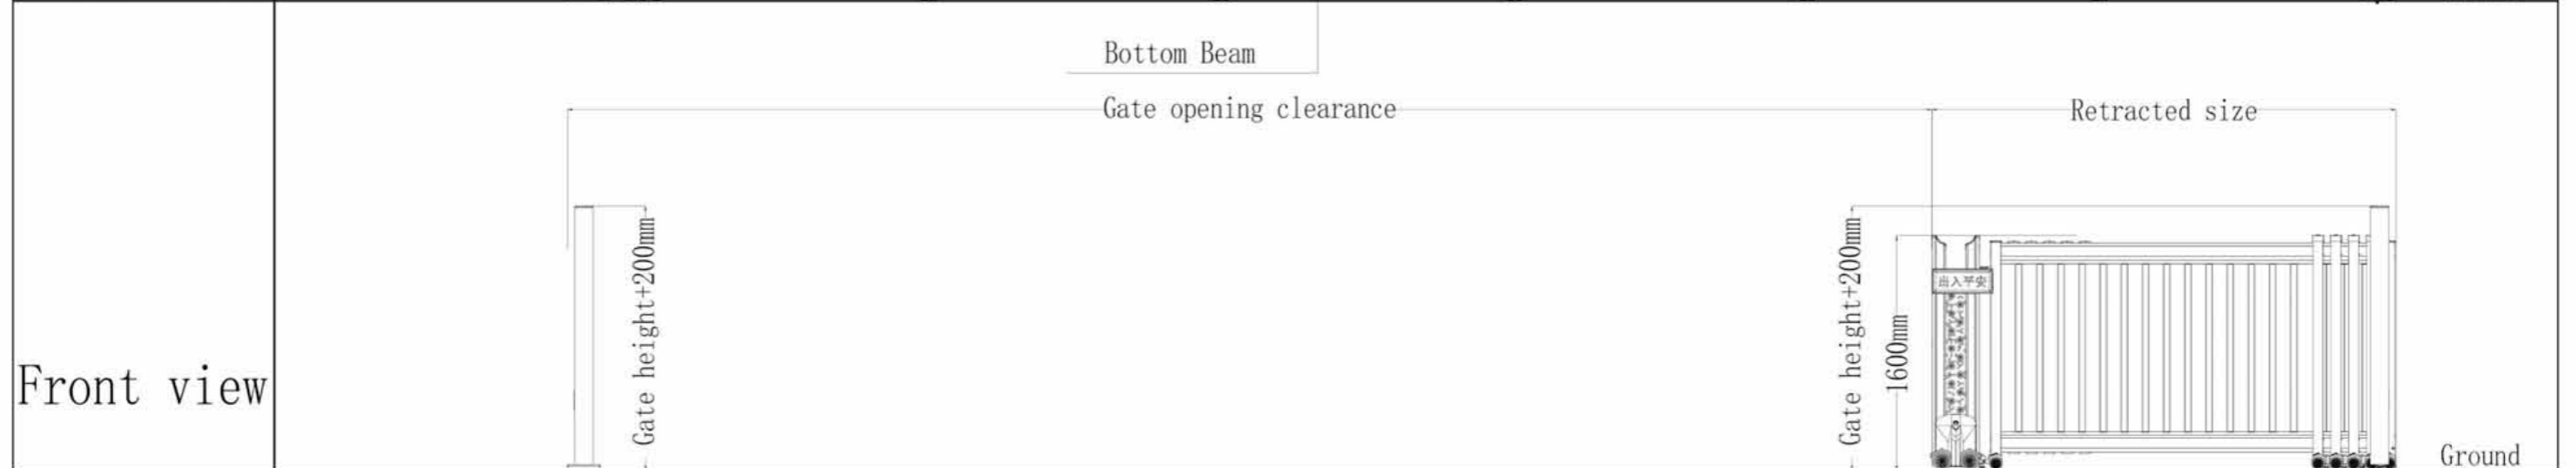 Bottom Beam
Gate opening clearance
Retracted size
Gate height+200mm
Gate height+200mm
1600mm
出入平安
Front view
Ground